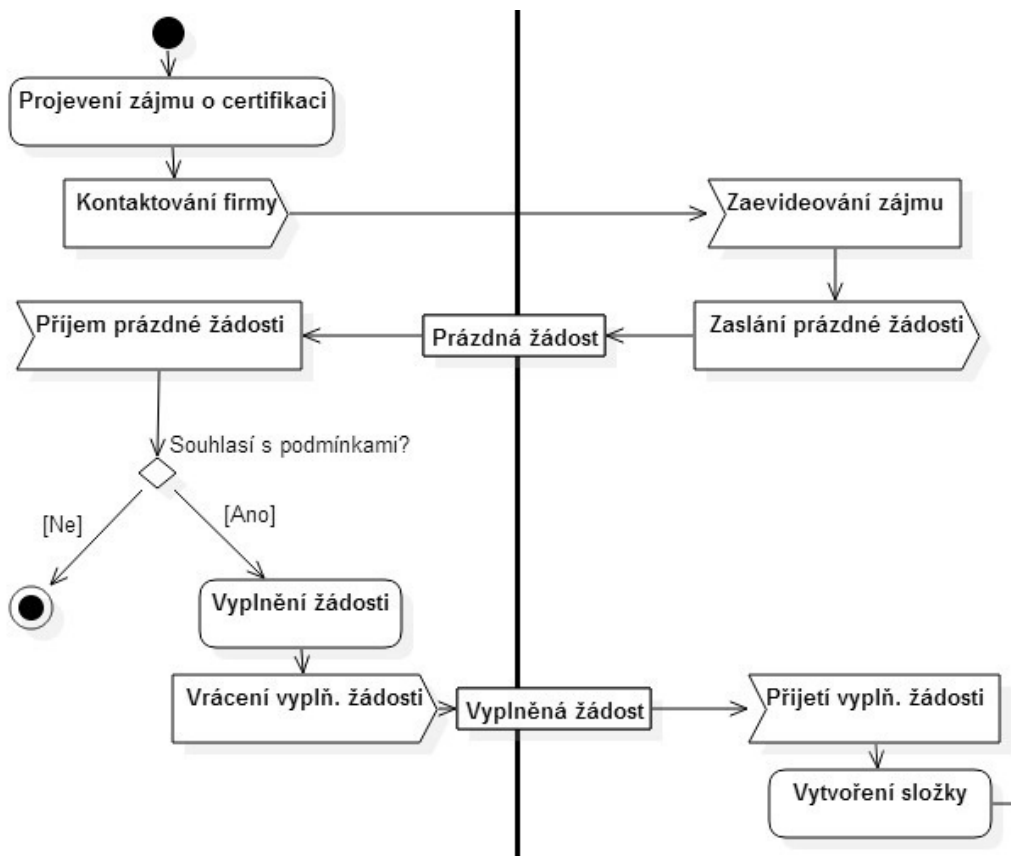 Projevení zájmu o certifikaci
Kontaktování firmy
Zaevideování zájmu
Příjem prázdné žádosti
Prázdná žádost
Zaslání prázdné žádosti
Souhlasí s podmínkami?
[Ne]
[Ano]
Vyplnění žádosti
Vrácení vyplň. žádosti
Vyplněná žádost
Přijetí vyplň. žádosti
Vytvoření složky